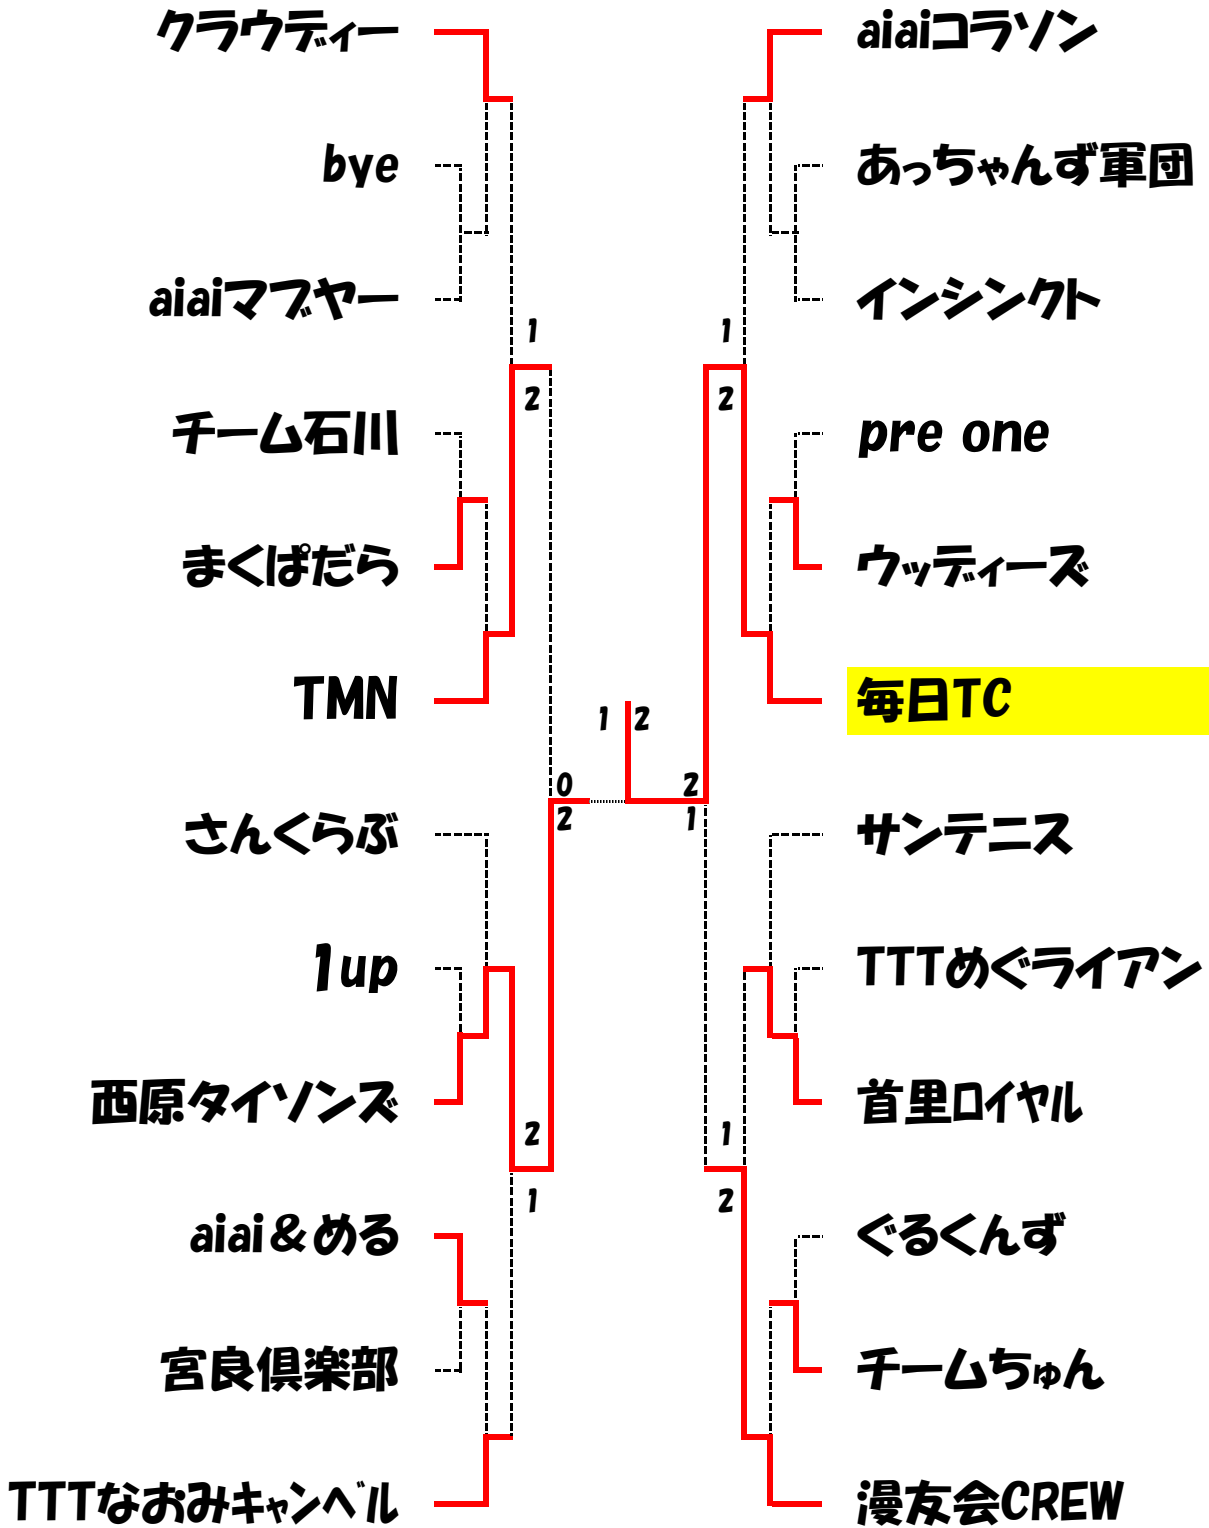 クラウディー
bye
aiaiマブヤー
チーム石川
まくぱだら
TMN
さんくらぶ
1up
西原タイソンズ
aiai＆める
宮良倶楽部
TTTなおみキャンベル
1
2
0
2
2
1
1 2
1
2
2
1
1
2
aiaiコラソン
あっちゃんず軍団
インシンクト
pre one
ウッディーズ
毎日TC
サンテニス
TTTめぐライアン
首里ロイヤル
ぐるくんず
チームちゅん
漫友会CREW